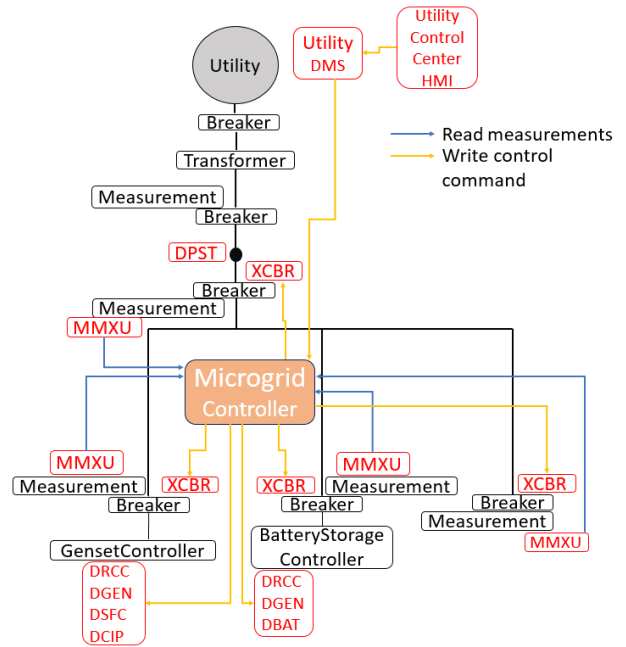 Utility
Utility
DMS
Utility
Control
Center
HMI
Breaker
Transformer
Measurement
Breaker
Read measurements
Write control
command
DPST
XCBR
Breaker
Measurement
MMXU
Microgrid
Controller
MMXU
Measurement
Breaker
XCBR
XCBR
MMXU
Measurement
Breaker
XCBR
Breaker
Measurement
MMXU
GensetController
BatteryStorage
Controller
DRCC
DGEN
DSFC
DCIP
DRCC
DGEN
DBAT